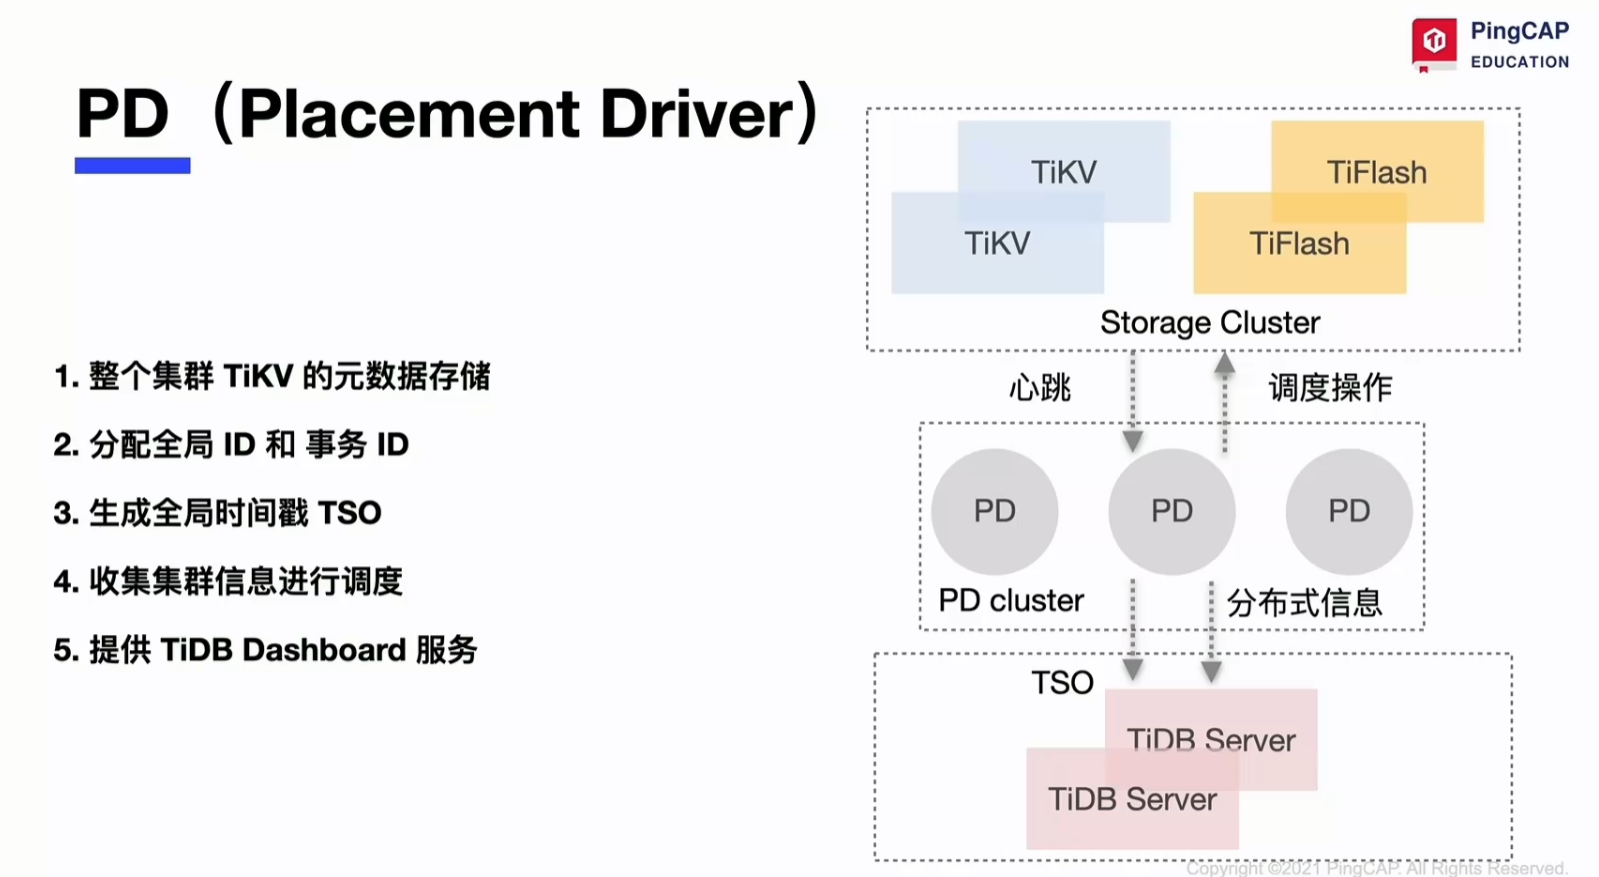 PingCAP
EDUCATION
PD（Placement Driver）
1. 整个集群 TiKV 的元数据存储
2. 分配全局 ID 和 事务 ID
3. 生成全局时间戳 TSO
4. 收集集群信息进行调度
5. 提供 TiDB Dashboard 服务
TiKV
TiFlash
TiKV
TiFlash
Storage Cluster
心跳
调度操作
PD
PD
PD
PD cluster
分布式信息
TSO
TiDB Server
TiDB Server
Copyright ©2021 PingCAP. All Rights Reserved.